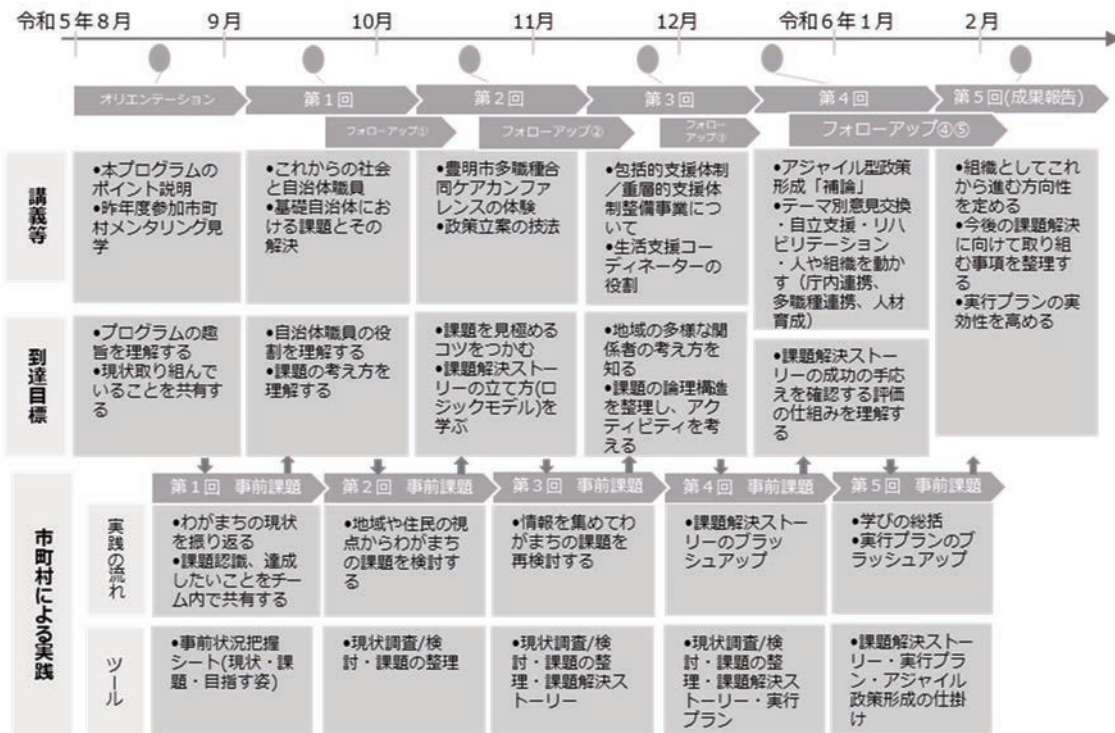 令和5年8月
9月
10月
11月
12月
令和6年1月
2月
オリエンテーション
第1回
第2回
第3回
第4回
第5回(成果報告)
フォローアップ①
フォローアップ②
フォロー
アップ③
フォローアップ④⑤
講義等
●本プログラムの
ポイント説明
●昨年度参加市町
村メンタリング見
学
●これからの社会
と自治体職員
●基礎自治体におけ
る課題とその
解決
●豊明市多職種合
同ケアカンファ
レンスの体験
●政策立案の技法
●包括的支援体制
/重層的支援体
制整備事業につ
いて
●生活支援コー
ディネーターの
役割
●アジャイル型政策
形成「補論」
●テーマ別意見交換
・自立支援・リハ
ビリテーション
・人や組織を動か
す（庁内連携、
多職種連携、人材
育成）
●組織としてこれ
から進む方向性
を定める
●今後の課題解決
に向けて取り組
む事項を整理す
る
●実行プランの実
効性を高める
到達目標
●プログラムの趣
旨を理解する
●現状取り組んで
いることを共有す
る
●自治体職員の役
割を理解する
●課題の考え方を
理解する
●課題を見極める
コツをつかむ
●課題解決ストー
リーの立て方(ロ
ジックモデル)を
学ぶ
●地域の多様な関
係者の考え方を
知る
●課題の論理構造
を整理し、アク
ティビティを考
える
●課題解決ストー
リーの成功の手応
えを確認する評価
の仕組みを理解す
る
市町村による実践
第1回 事前課題
第2回 事前課題
第3回 事前課題
第4回 事前課題
第5回 事前課題
実践の流れ
●わがまちの現状
を振り返る
●課題認識、達成
したいことをチー
ム内で共有する
●地域や住民の視
点からわがまち
の課題を検討す
る
●情報を集めてわ
がまちの課題を
再検討する
●課題解決ストー
リーのブラッ
シュアップ
●学びの総括
●実行プランのブ
ラッシュアップ
ツール
●事前状況把握
シート(現状・課
題・目指す姿)
●現状調査/検
討・課題の整理
●現状調査/検
討・課題の整
理・課題解決ス
トーリー
●現状調査/検
討・課題の整
理・課題解決ス
トーリー・実行プ
ラン
●課題解決ストー
リー・実行プラ
ン・アジャイル
政策形成の仕掛
け